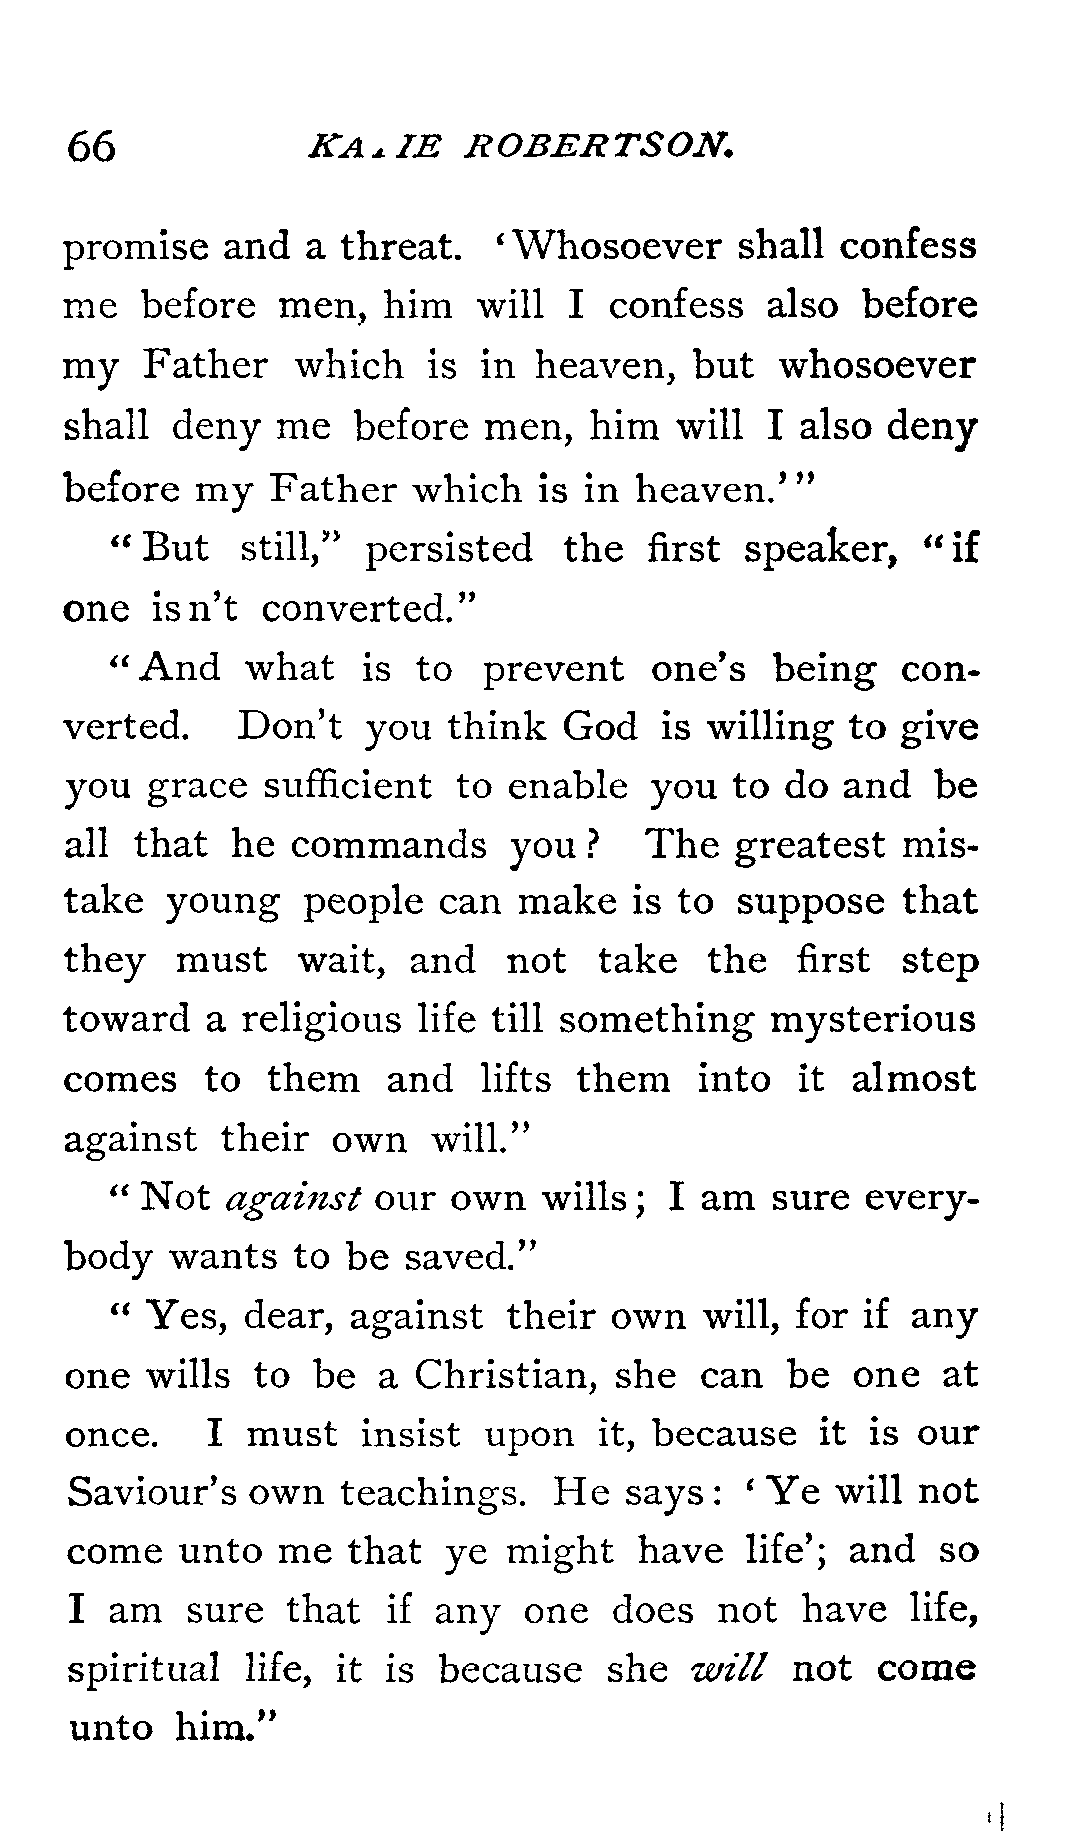 66 KATIE ROBERTSON.
promise and a threat. ‘Whosoever shall confess
me before men, him will I confess also before
my Father which is in heaven, but whosoever
shall deny me before men, him will I also deny
before my Father which is in heaven.’”
“But still,” persisted the first speaker, “if
one isn’t converted.”
“And what is to prevent one’s being con-
verted. Don’t you think God is willing to give
you grace sufficient to enable you to do and be
all that he commands you? The greatest mis-
take young people can make is to suppose that
they must wait, and not take the first step
toward a religious life till something mysterious
comes to them and lifts them into it almost
against their own will.”
“Not against our own wills; I am sure every-
body wants to be saved.”
“Yes, dear, against their own will, for if any
one wills to be a Christian, she can be one at
once. I must insist upon it, because it is our
Saviour’s own teachings. He says: ‘Ye will not
come unto me that ye might have life’; and so
I am sure that if any one does not have life,
spiritual life, it is because she will not come
unto him.”